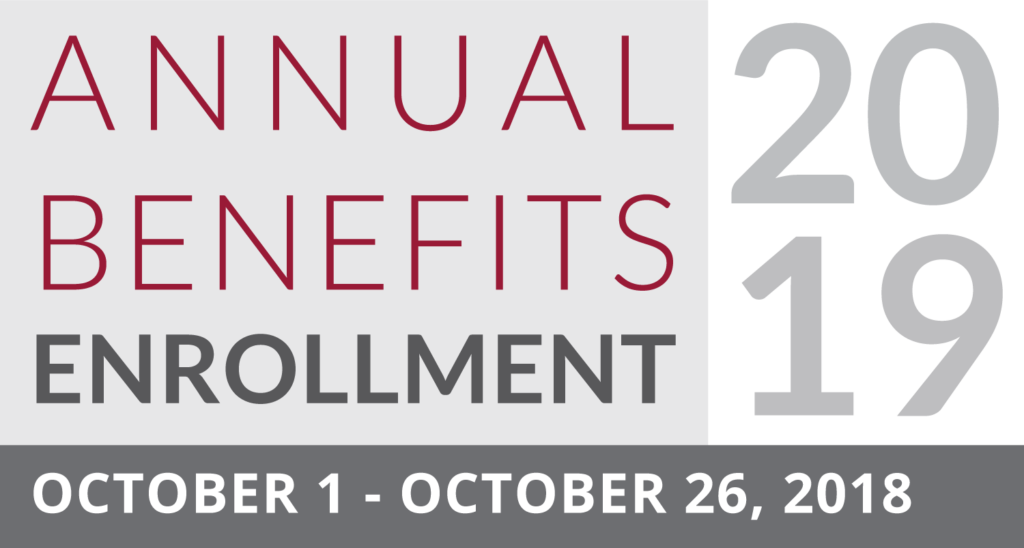 ANNUAL
BENEFITS
ENROLLMENT
20
19
OCTOBER 1 - OCTOBER 26, 2018